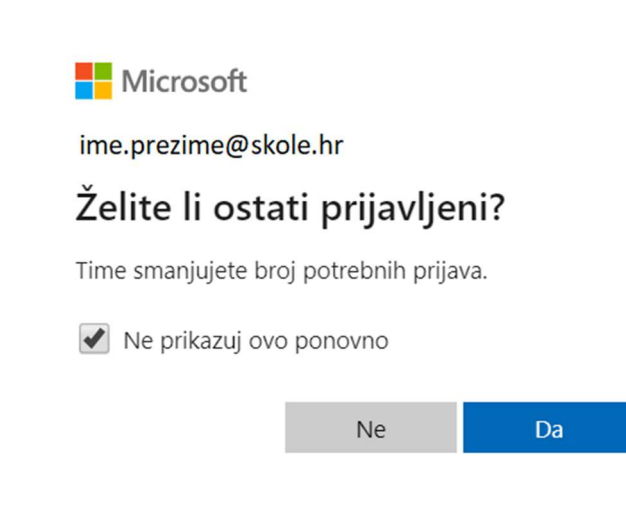 Microsoft
ime.prezime@skole.hr
Želite li ostati prijavljeni?
Time smanjujete broj potrebnih prijava.
Ne prikazuj ovo ponovno
Ne
Da